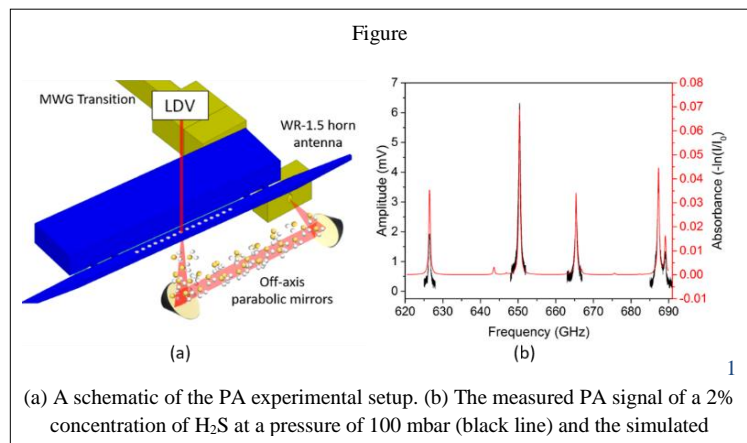 Figure
MWG Transition
LDV
WR-1.5 horn
antenna
Off-axis
parabolic mirrors
(a)
7
6
5
4
3
2
1
0
Amplitude (mV)
0.08
0.07
0.06
0.05
0.04
0.03
0.02
0.01
0.00
-0.01
Absorbance (-ln(I/I₀)
620 630 640 650 660 670 680 690
Frequency (GHz)
(b)
1
(a) A schematic of the PA experimental setup. (b) The measured PA signal of a 2%
concentration of H₂S at a pressure of 100 mbar (black line) and the simulated